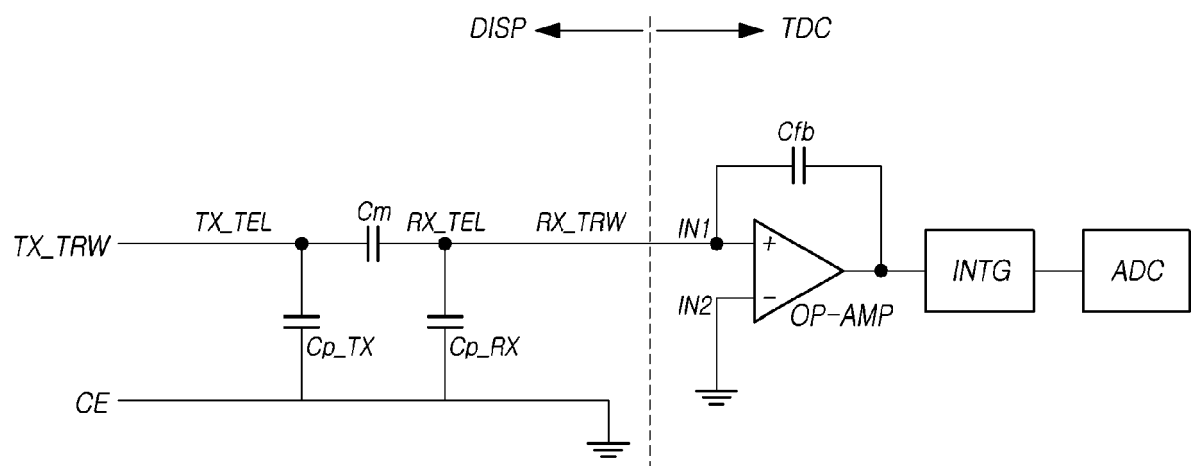 DISP TDC
Cfb
TX_TRW TX_TEL Cm RX_TEL RX_TRW IN1 +
IN2 −
OP-AMP INTG ADC
Cp_TX Cp_RX
CE